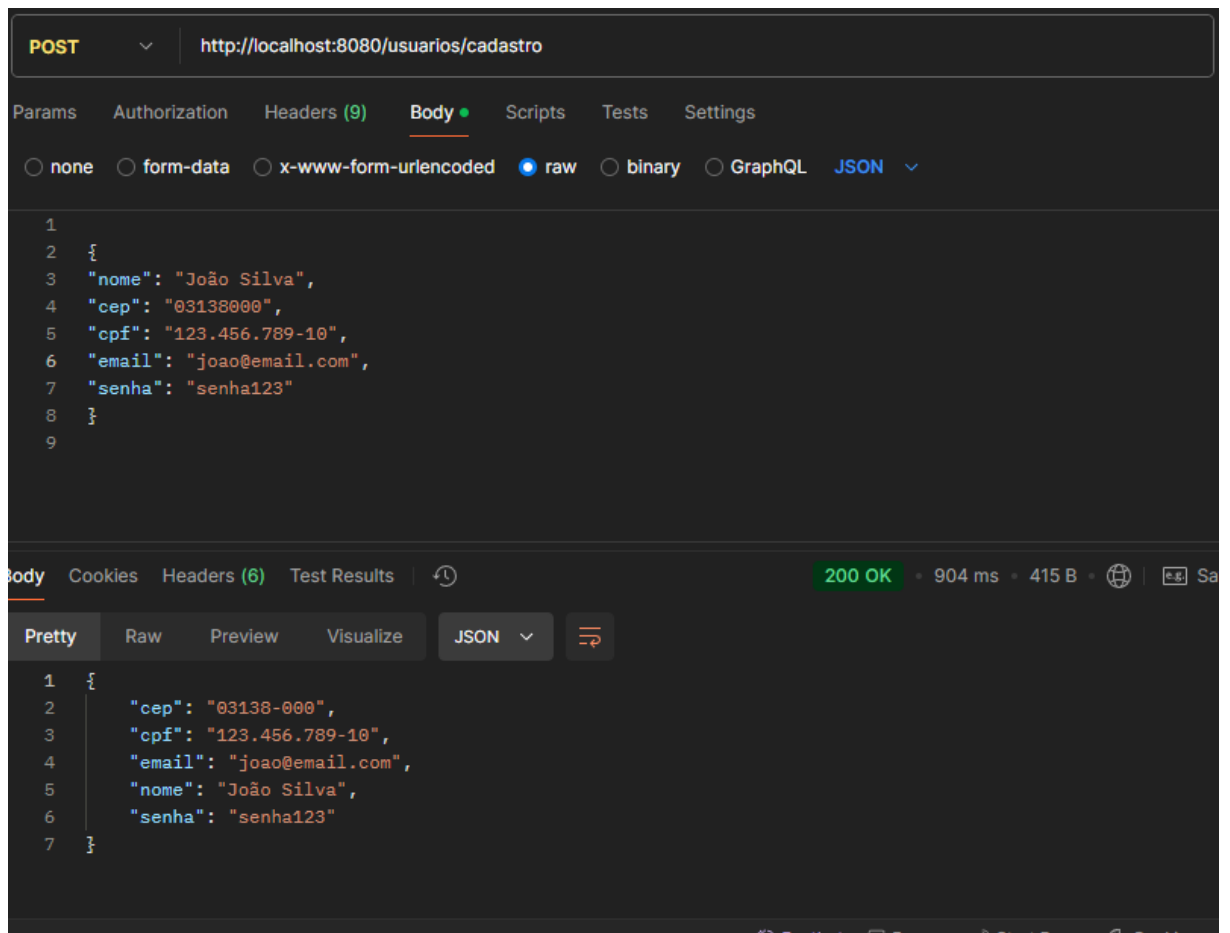 POST http://localhost:8080/usuarios/cadastro
Params Authorization Headers (9) Body Scripts Tests Settings
none form-data x-www-form-urlencoded raw binary GraphQL JSON
1
2 {
3 "nome": "João Silva",
4 "cep": "03138000",
5 "cpf": "123.456.789-10",
6 "email": "joao@email.com",
7 "senha": "senha123"
8 }
9
Body Cookies Headers (6) Test Results 200 OK 904 ms 415 B e.g. Sa
Pretty Raw Preview Visualize JSON
1 {
2 "cep": "03138-000",
3 "cpf": "123.456.789-10",
4 "email": "joao@email.com",
5 "nome": "João Silva",
6 "senha": "senha123"
7 }